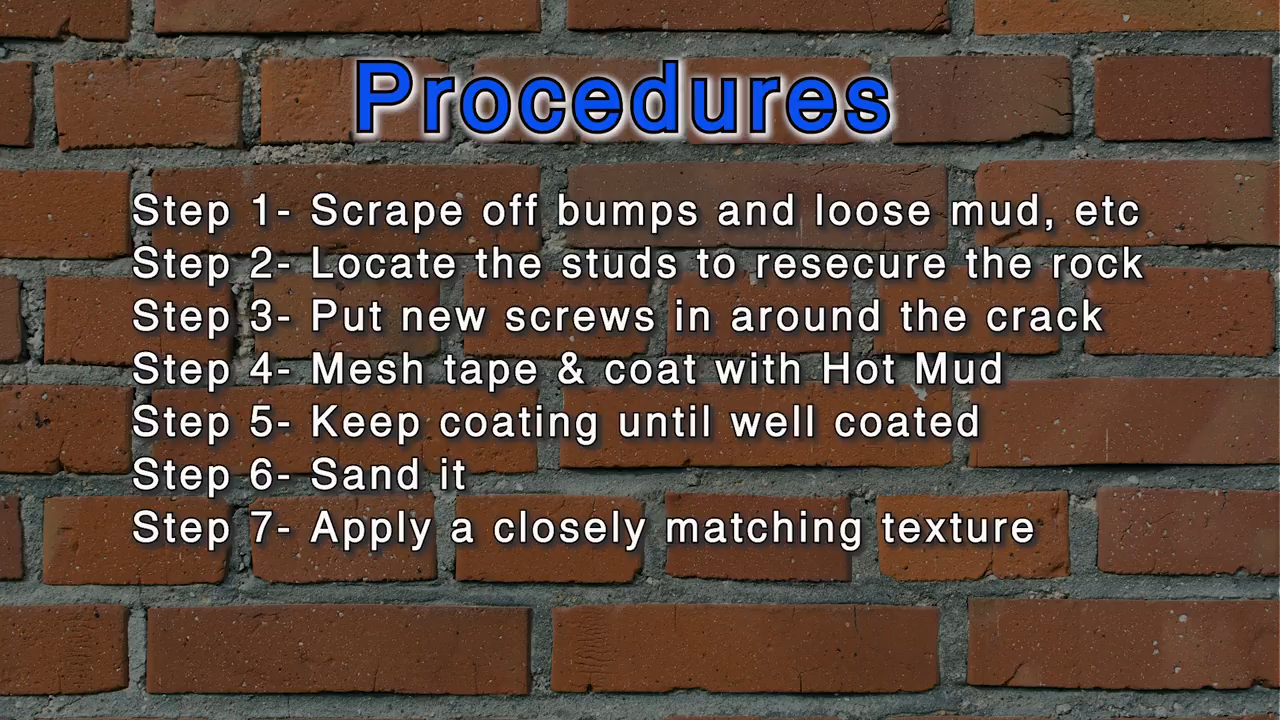 Procedures
Step 1- Scrape off bumps and loose mud, etc
Step 2- Locate the studs to resecure the rock
Step 3- Put new screws in around the crack
Step 4- Mesh tape & coat with Hot Mud
Step 5- Keep coating until well coated
Step 6- Sand it
Step 7- Apply a closely matching texture